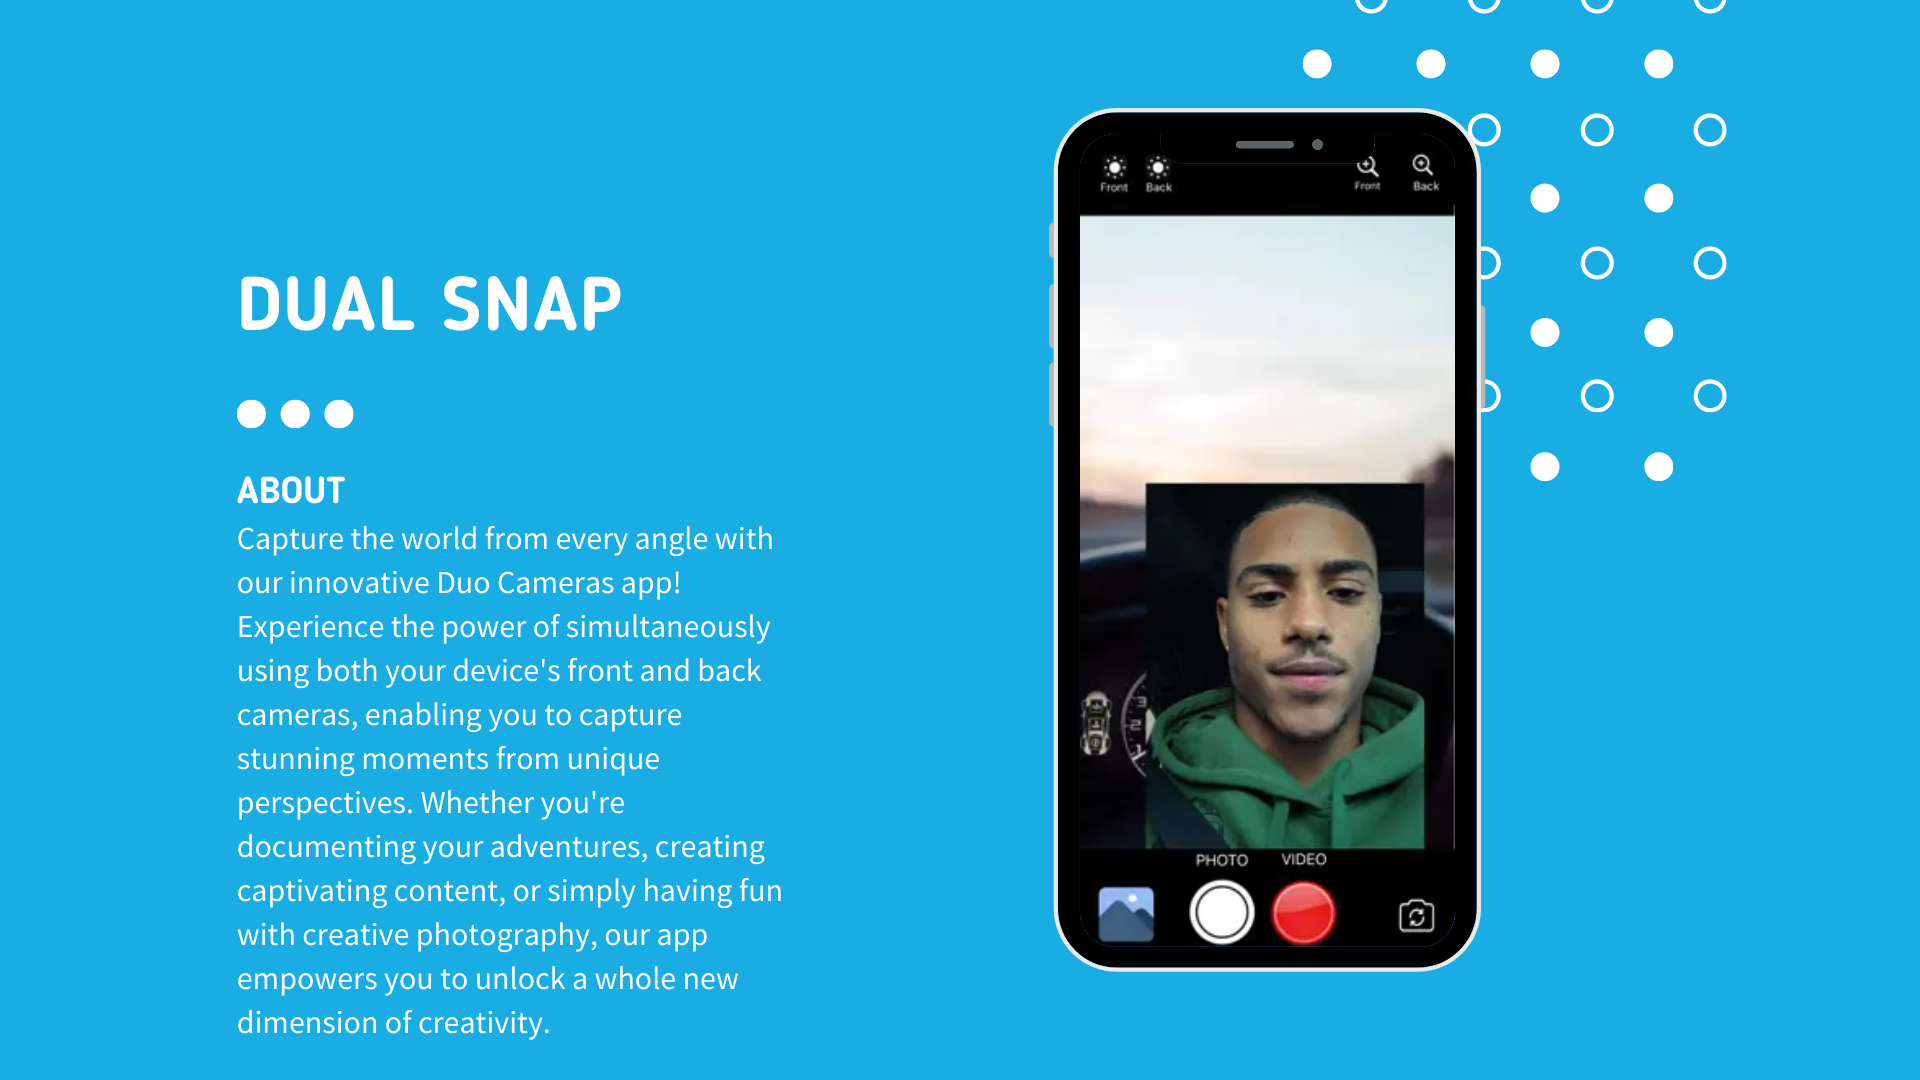 DUAL SNAP
ABOUT
Capture the world from every angle with
our innovative Duo Cameras app!
Experience the power of simultaneously
using both your device's front and back
cameras, enabling you to capture
stunning moments from unique
perspectives. Whether you're
documenting your adventures, creating
captivating content, or simply having fun
with creative photography, our app
empowers you to unlock a whole new
dimension of creativity.
Front Back Front Back
3
2
1
PHOTO VIDEO